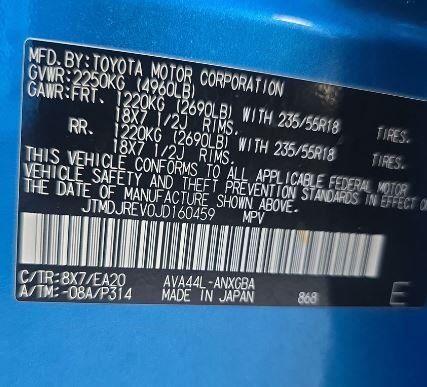 MFD.BY:TOYOTA MOTOR CORPORATION
GVWR:2250KG (4960LB)
GAWR:FRT. 1220KG (2690LB) WITH 235/55R18 TIRES.
18X7 1/2J RIMS.
RR. 1220KG (2690LB) WITH 235/55R18 TIRES.
18X7 1/2J RIMS.
THIS VEHICLE CONFORMS TO ALL APPLICABLE FEDERAL MOTOR
VEHICLE SAFETY AND THEFT PREVENTION STANDARDS IN EFFECT O
THE DATE OF MANUFACTURE SHOWN ABOVE.
JTMDJREV0JD160459 MPV
C/TR:8X7/EA20 AVA44L-ANXGBA
A/TM:-08A/P314 MADE IN JAPAN 868 E